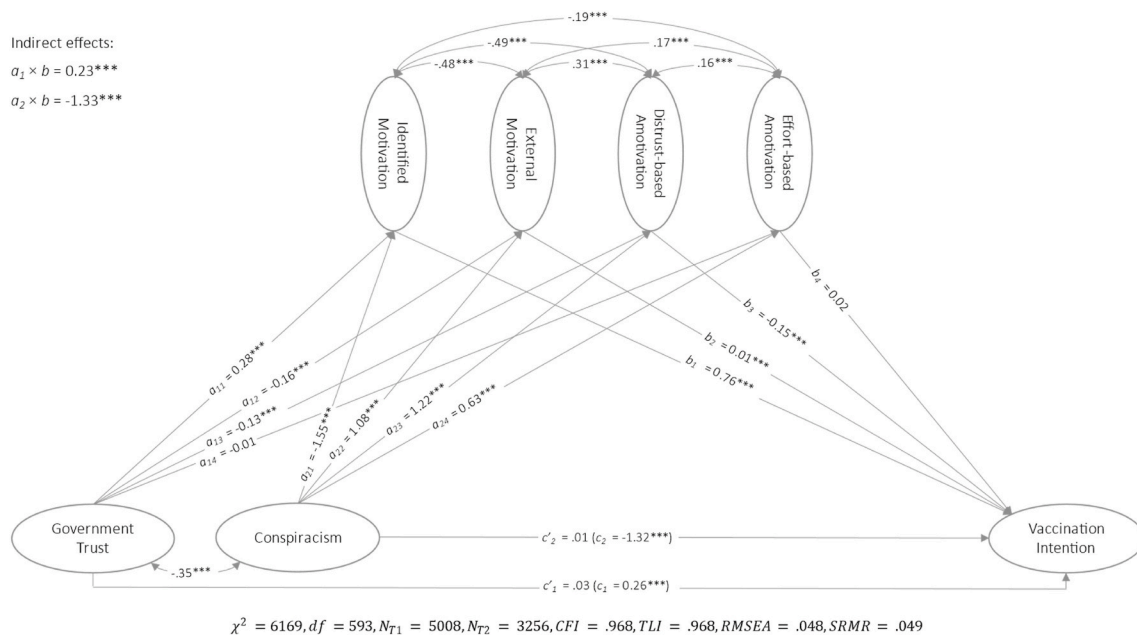 -.19***
Indirect effects:
-.49***
.17***
a₁ × b = 0.23***
-.48***
.31***
.16***
a₂ × b = -1.33***
Identified
Motivation
External
Motivation
Distrust-based
Amotivation
Effort-based
Amotivation
b₄ = 0.02
b₃ = -0.15***
b₂ = 0.01***
b₁ = 0.76***
a₁₁ = 0.28***
a₁₂ = -0.16***
a₁₃ = -0.13***
a₁₄ = -0.01
a₂₁ = -1.55***
a₂₂ = 1.08***
a₂₃ = 1.22***
a₂₄ = 0.63***
Government
Trust
Conspiracism
Vaccination
Intention
c'₂ = .01 (c₂ = -1.32***)
-.35***
c'₁ = .03 (c₁ = 0.26***)
χ² = 6169, df = 593, N_T1 = 5008, N_T2 = 3256, CFI = .968, TLI = .968, RMSEA = .048, SRMR = .049